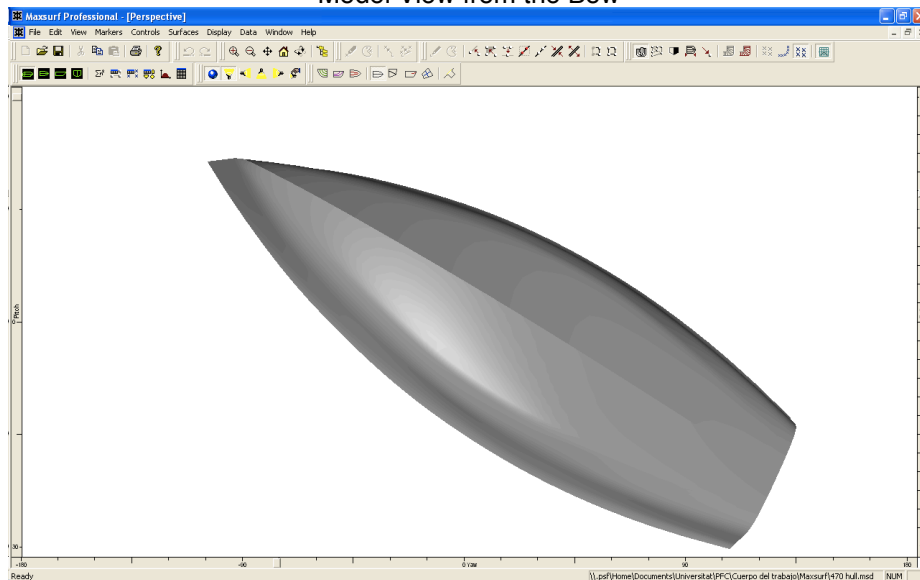 Model View from the Bow
Maxsurf Professional - [Perspective]
File Edit View Markers Controls Surfaces Display Data Window Help
Pitch
0
30
-180 -90 0 Yaw 90 180
Ready
\\.psf\Home\Documents\Universitat\PFC\Cuerpo del trabajo\Maxsurf\470 hull.msd NUM